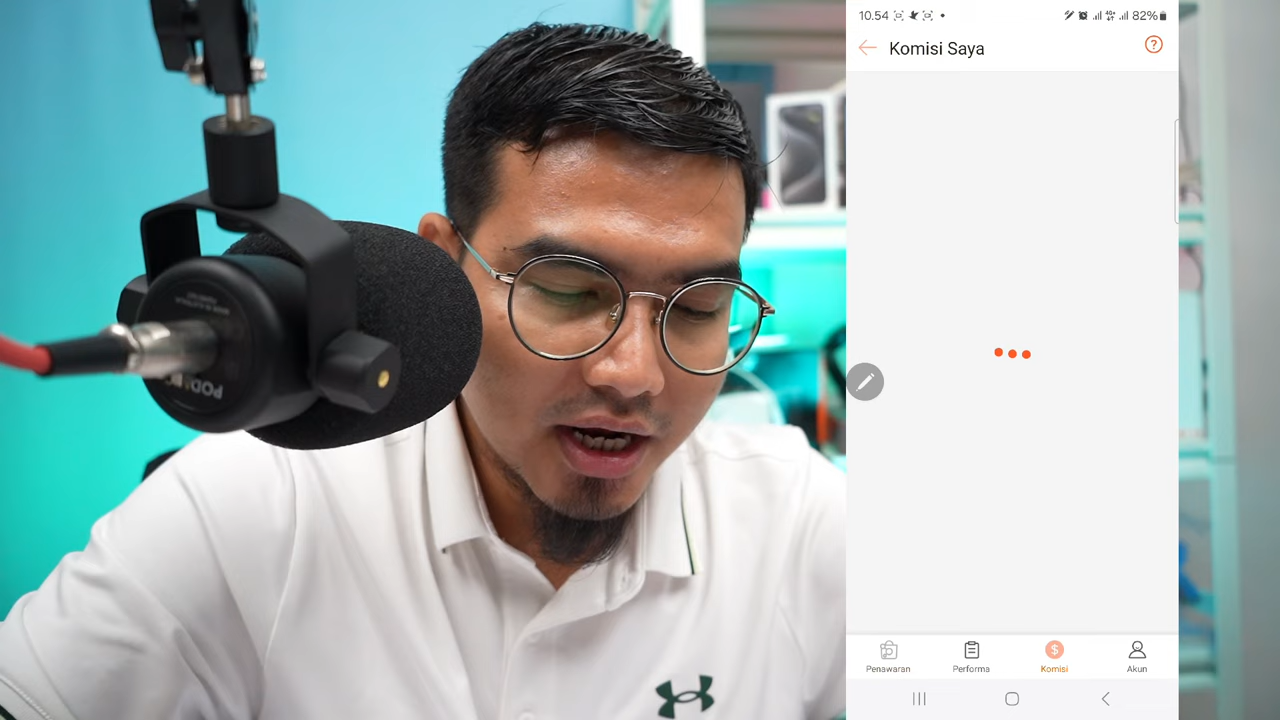 10.54
82%
Komisi Saya
Penawaran
Performa
Komisi
Akun